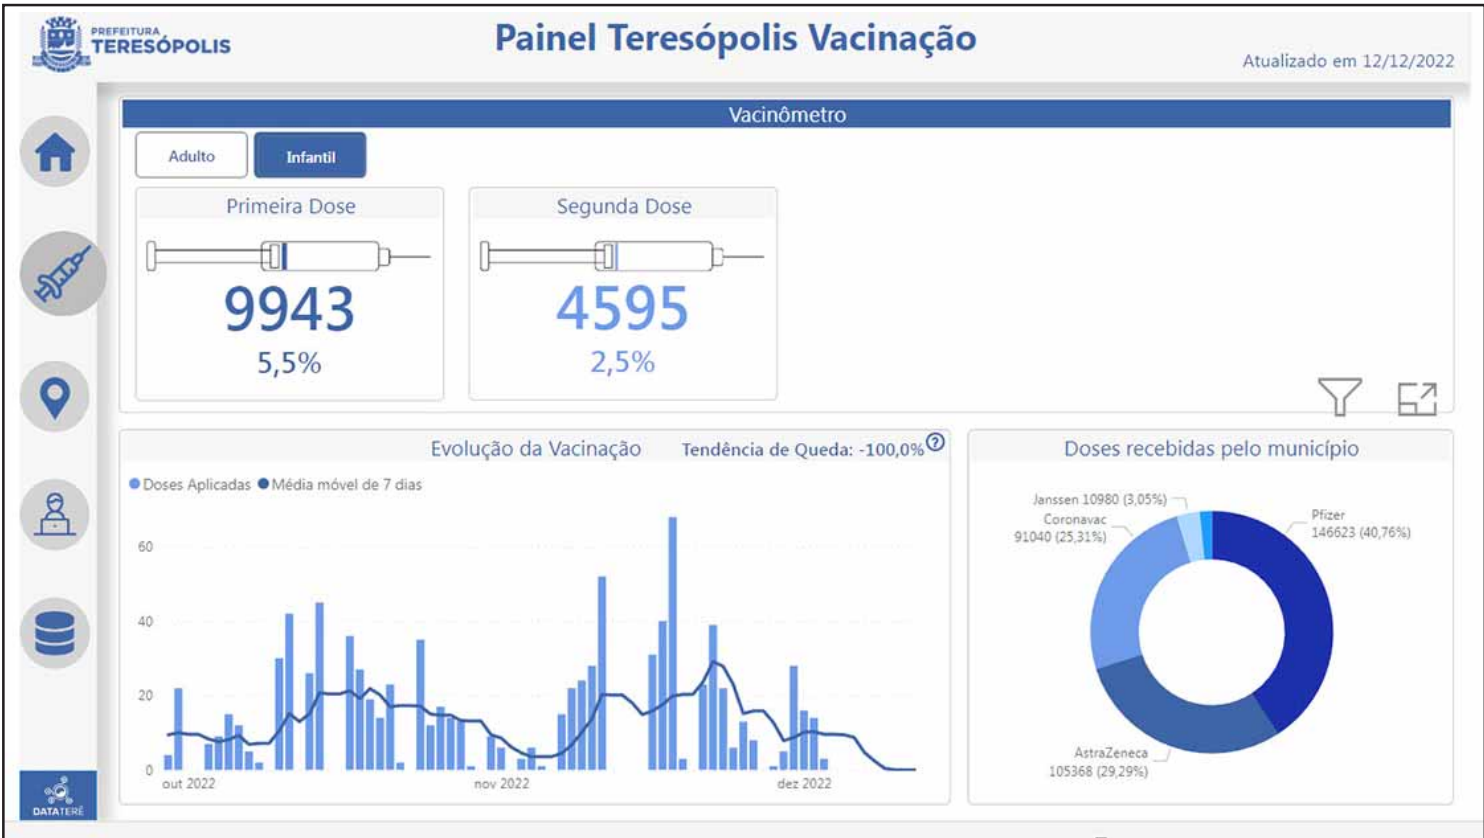 PREFEITURA
TERESÓPOLIS
Painel Teresópolis Vacinação
Atualizado em 12/12/2022
Vacinômetro
Adulto
Infantil
Primeira Dose
9943
5,5%
Segunda Dose
4595
2,5%
Evolução da Vacinação
Tendência de Queda: -100,0%
?
Doses Aplicadas
Média móvel de 7 dias
60
40
20
0
out 2022
nov 2022
dez 2022
Doses recebidas pelo município
Janssen 10980 (3,05%)
Coronavac
91040 (25,31%)
Pfizer
146623 (40,76%)
AstraZeneca
105368 (29,29%)
DATATERÊ